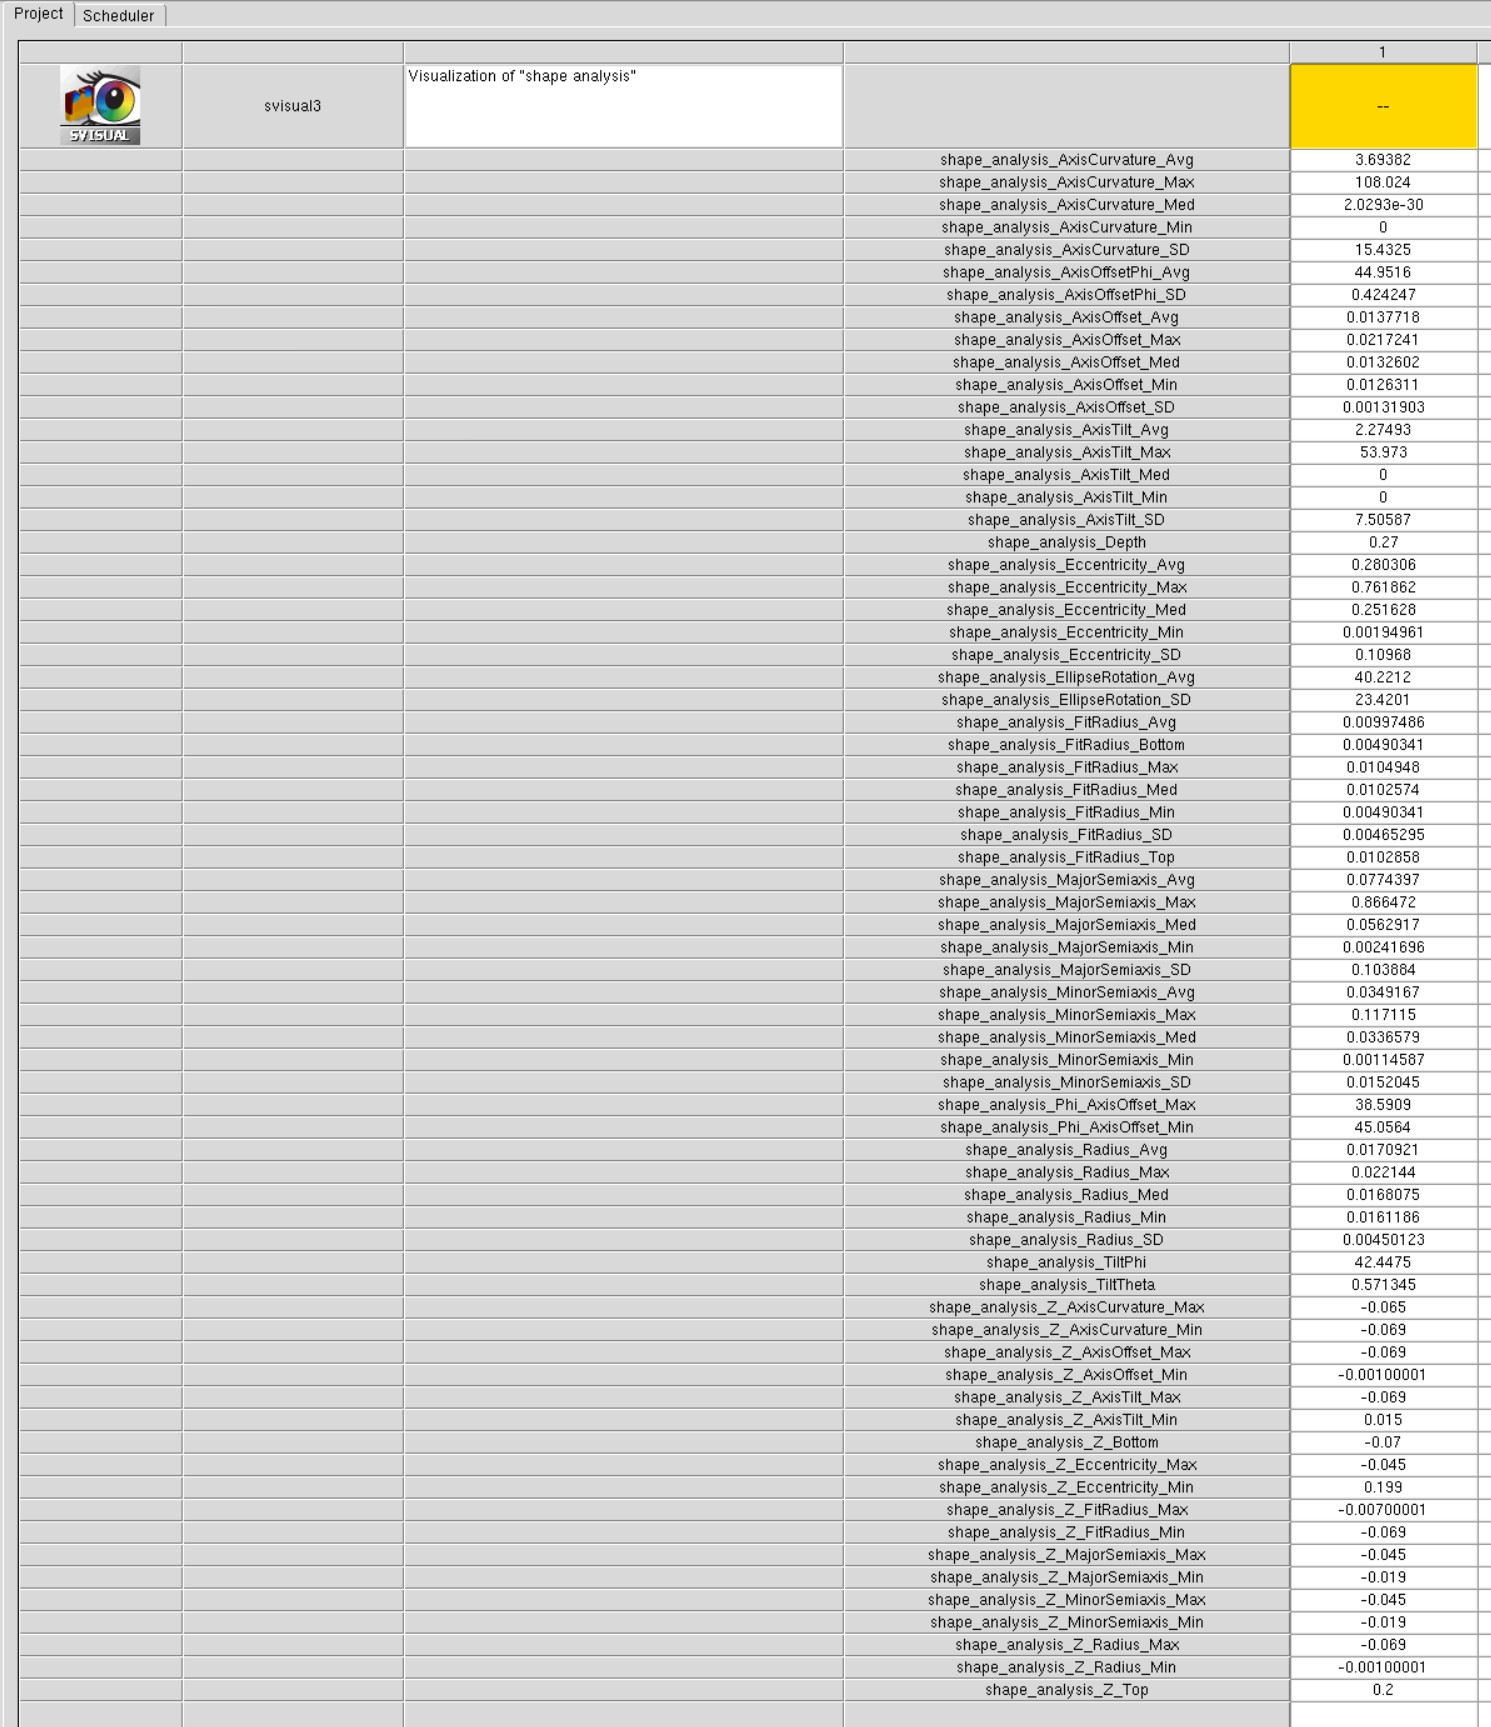 Project Scheduler
1
SVISUAL svisual3 Visualization of "shape analysis" --
shape_analysis_AxisCurvature_Avg 3.69382
shape_analysis_AxisCurvature_Max 108.024
shape_analysis_AxisCurvature_Med 2.0293e-30
shape_analysis_AxisCurvature_Min 0
shape_analysis_AxisCurvature_SD 15.4325
shape_analysis_AxisOffsetPhi_Avg 44.9516
shape_analysis_AxisOffsetPhi_SD 0.424247
shape_analysis_AxisOffset_Avg 0.0137718
shape_analysis_AxisOffset_Max 0.0217241
shape_analysis_AxisOffset_Med 0.0132602
shape_analysis_AxisOffset_Min 0.0126311
shape_analysis_AxisOffset_SD 0.00131903
shape_analysis_AxisTilt_Avg 2.27493
shape_analysis_AxisTilt_Max 53.973
shape_analysis_AxisTilt_Med 0
shape_analysis_AxisTilt_Min 0
shape_analysis_AxisTilt_SD 7.50587
shape_analysis_Depth 0.27
shape_analysis_Eccentricity_Avg 0.280306
shape_analysis_Eccentricity_Max 0.761862
shape_analysis_Eccentricity_Med 0.251628
shape_analysis_Eccentricity_Min 0.00194961
shape_analysis_Eccentricity_SD 0.10968
shape_analysis_EllipseRotation_Avg 40.2212
shape_analysis_EllipseRotation_SD 23.4201
shape_analysis_FitRadius_Avg 0.00997486
shape_analysis_FitRadius_Bottom 0.00490341
shape_analysis_FitRadius_Max 0.0104948
shape_analysis_FitRadius_Med 0.0102574
shape_analysis_FitRadius_Min 0.00490341
shape_analysis_FitRadius_SD 0.00465295
shape_analysis_FitRadius_Top 0.0102858
shape_analysis_MajorSemiaxis_Avg 0.0774397
shape_analysis_MajorSemiaxis_Max 0.866472
shape_analysis_MajorSemiaxis_Med 0.0562917
shape_analysis_MajorSemiaxis_Min 0.00241696
shape_analysis_MajorSemiaxis_SD 0.103884
shape_analysis_MinorSemiaxis_Avg 0.0349167
shape_analysis_MinorSemiaxis_Max 0.117115
shape_analysis_MinorSemiaxis_Med 0.0336579
shape_analysis_MinorSemiaxis_Min 0.00114587
shape_analysis_MinorSemiaxis_SD 0.0152045
shape_analysis_Phi_AxisOffset_Max 38.5909
shape_analysis_Phi_AxisOffset_Min 45.0564
shape_analysis_Radius_Avg 0.0170921
shape_analysis_Radius_Max 0.022144
shape_analysis_Radius_Med 0.0168075
shape_analysis_Radius_Min 0.0161186
shape_analysis_Radius_SD 0.00450123
shape_analysis_TiltPhi 42.4475
shape_analysis_TiltTheta 0.571345
shape_analysis_Z_AxisCurvature_Max -0.065
shape_analysis_Z_AxisCurvature_Min -0.069
shape_analysis_Z_AxisOffset_Max -0.069
shape_analysis_Z_AxisOffset_Min -0.00100001
shape_analysis_Z_AxisTilt_Max -0.069
shape_analysis_Z_AxisTilt_Min 0.015
shape_analysis_Z_Bottom -0.07
shape_analysis_Z_Eccentricity_Max -0.045
shape_analysis_Z_Eccentricity_Min 0.199
shape_analysis_Z_FitRadius_Max -0.00700001
shape_analysis_Z_FitRadius_Min -0.069
shape_analysis_Z_MajorSemiaxis_Max -0.045
shape_analysis_Z_MajorSemiaxis_Min -0.019
shape_analysis_Z_MinorSemiaxis_Max -0.045
shape_analysis_Z_MinorSemiaxis_Min -0.019
shape_analysis_Z_Radius_Max -0.069
shape_analysis_Z_Radius_Min -0.00100001
shape_analysis_Z_Top 0.2